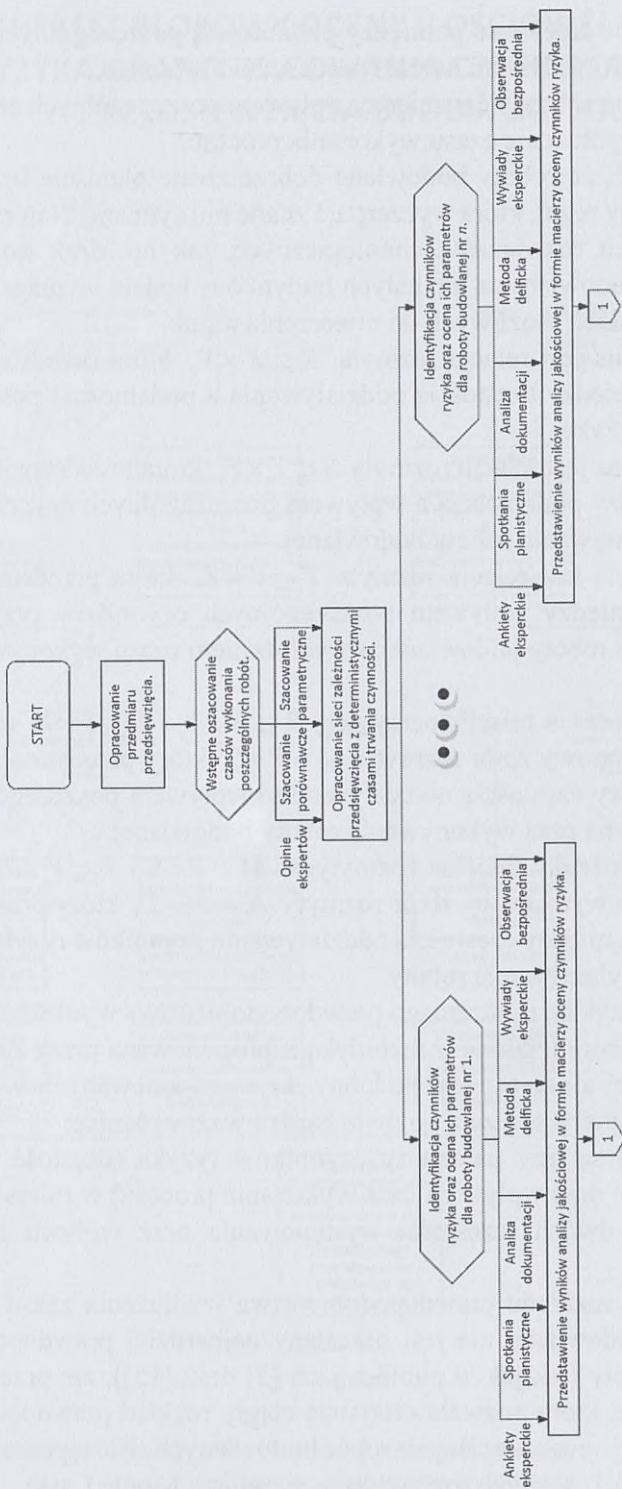 START
Opracowanie
przedmiaru
przedsięwzięcia.
Wstępne oszacowanie
czasów wykonania
poszczególnych robót.
Opinie
ekspertów
Szacowanie
porównawcze
Szacowanie
parametryczne
Opracowanie sieci zależności
przedsięwzięcia z deterministycznymi
czasami trwania czynności.
Identyfikacja czynników
ryzyka oraz ocena ich parametrów
dla roboty budowlanej nr 1.
Ankiety
eksperckie
Spotkania
planistyczne
Analiza
dokumentacji
Metoda
delficka
Wywiady
eksperckie
Obserwacja
bezpośrednia
Przedstawienie wyników analizy jakościowej w formie macierzy oceny czynników ryzyka.
1
Identyfikacja czynników
ryzyka oraz ocena ich parametrów
dla roboty budowlanej nr n.
Ankiety
eksperckie
Spotkania
planistyczne
Analiza
dokumentacji
Metoda
delficka
Wywiady
eksperckie
Obserwacja
bezpośrednia
Przedstawienie wyników analizy jakościowej w formie macierzy oceny czynników ryzyka.
1